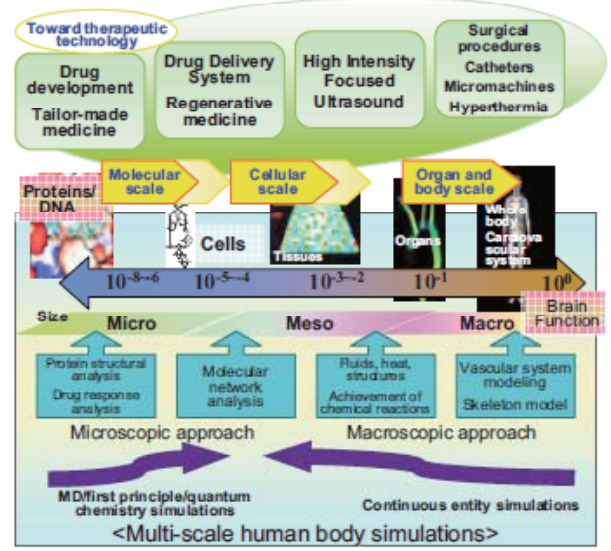 Toward therapeutic
technology
Drug
development
Tailor-made
medicine
Drug Delivery
System
Regenerative
medicine
High Intensity
Focused
Ultrasound
Surgical
procedures
Catheters
Micromachines
Hyperthermia
Molecular
scale
Cellular
scale
Organ and
body scale
Proteins/
DNA
Cells
Tissues
Organs
Whole
body
Cardiova
scular
system
10-8~-6
10-5~-4
10-3~-2
10-1
100
Brain
Function
Size
Micro
Meso
Macro
Protein structural
analysis
Drug response
analysis
Molecular
network
analysis
Fluids, heat,
structures
Achievement of
chemical reactions
Vascular system
modeling
Skeleton model
Microscopic approach
Macroscopic approach
MD/first principle/quantum
chemistry simulations
Continuous entity simulations
<Multi-scale human body simulations>